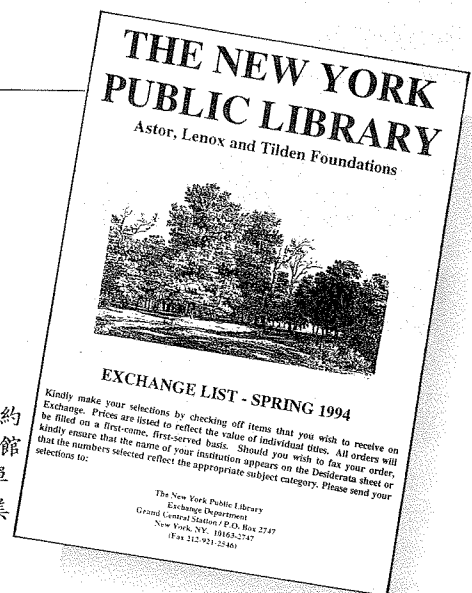 THE NEW YORK
PUBLIC LIBRARY
Astor, Lenox and Tilden Foundations
EXCHANGE LIST - SPRING 1994
Kindly make your selections by checking off items that you wish to receive on
Exchange. Prices are listed to reflect the value of individual titles. All orders will
be filled on a first-come, first-served basis. Should you wish to fax your order,
kindly ensure that the name of your institution appears on the Desiderata sheet or
that the numbers selected reflect the appropriate subject category. Please send your
selections to:
The New York Public Library
Exchange Department
Grand Central Station / P.O. Box 2747
New York, NY. 10163-2747
(Fax 212-921-2546)
約
館